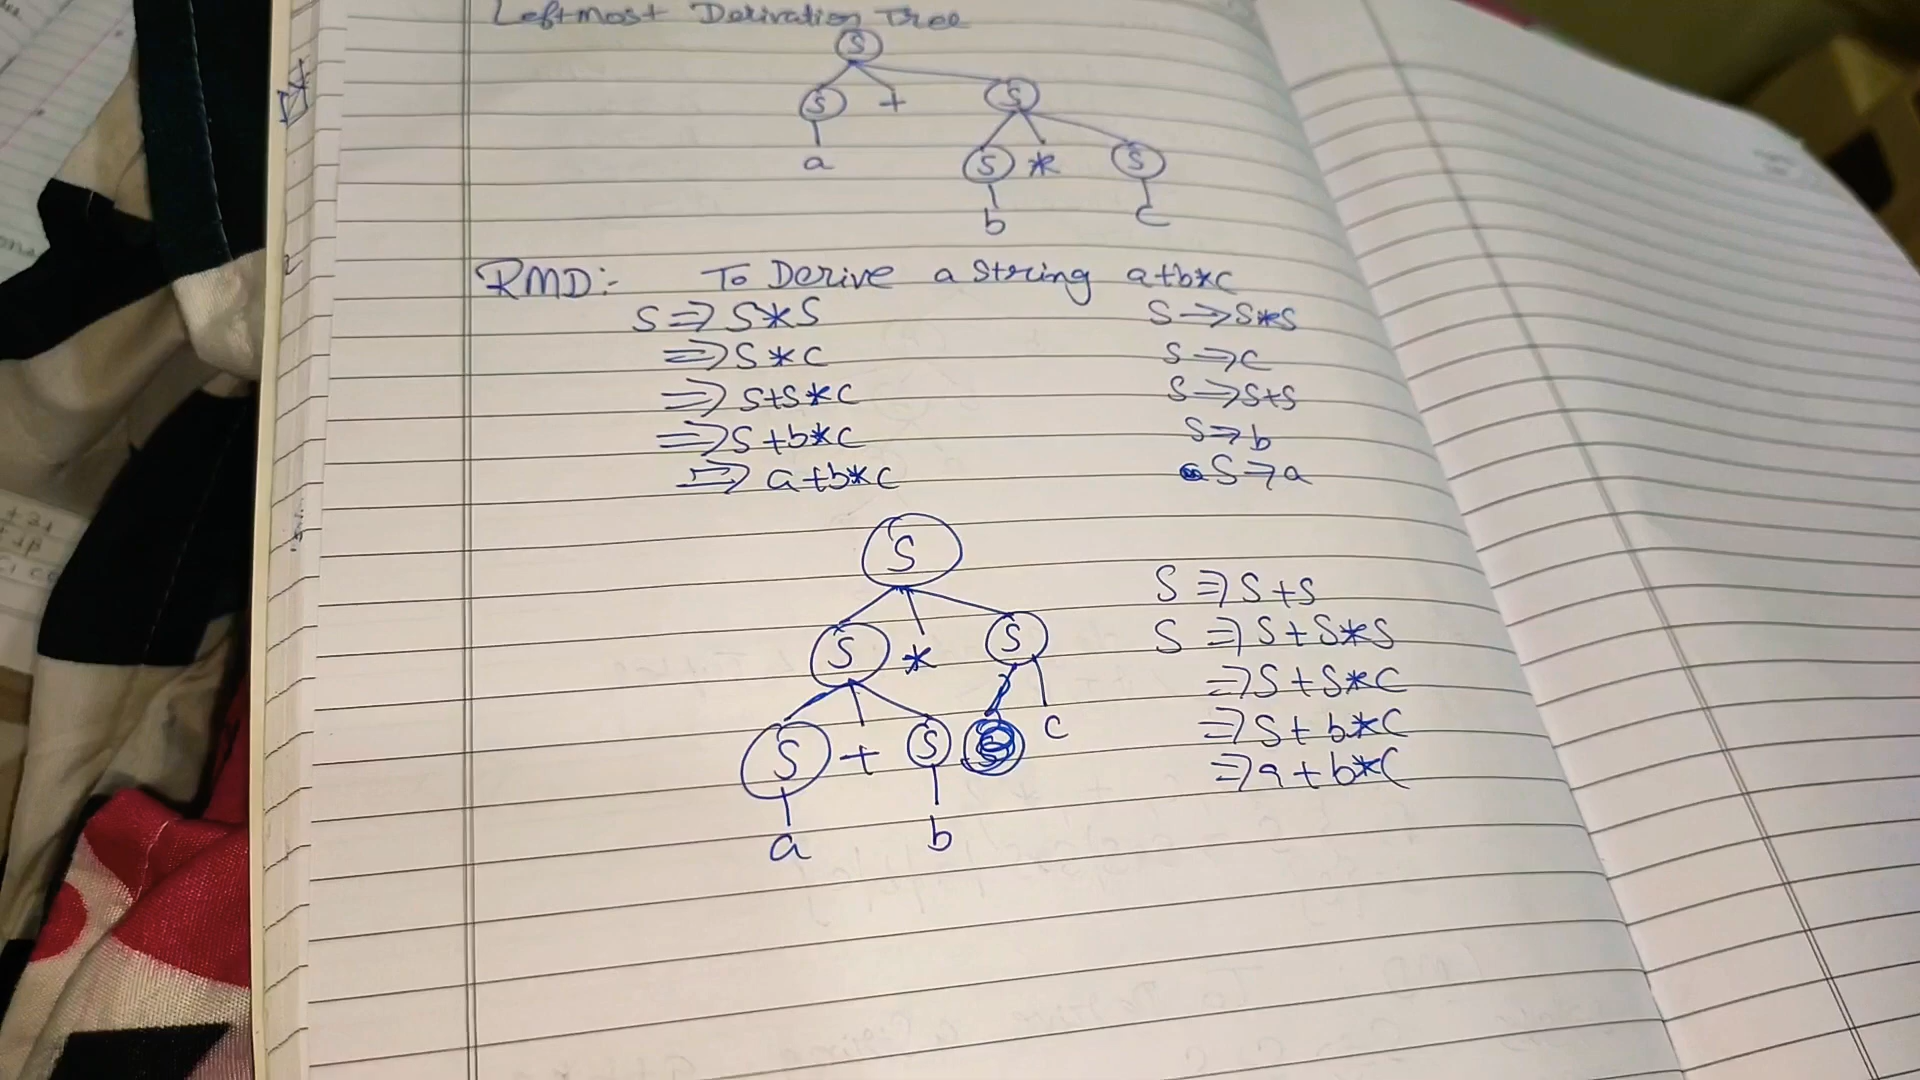 Leftmost Derivation Tree
S
S + S
a S * S
b c
RMD:- To Derive a string a+b*c
S ⇒ S*S S ⇒ S*S
⇒ S*C S ⇒ C
⇒ S+S*C S ⇒ S+S
⇒ S+b*C S ⇒ b
⇒ a+b*C S ⇒ a
S
S ⇒ S+S
S * S S ⇒ S+S*S
⇒ S+S*C
S + S C ⇒ S+b*C
⇒ a+b*C
a b